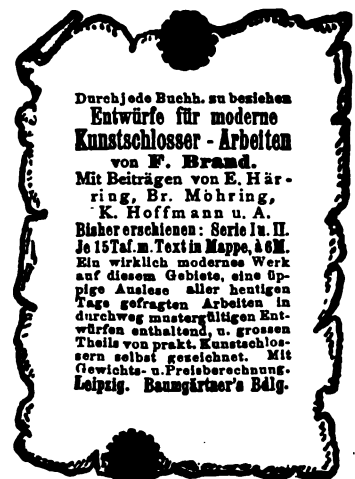 Durch jede Buchh. zu beziehen
Entwürfe für moderne
Kunstschlosser - Arbeiten
von F. Brand.
Mit Beiträgen von E. Här-
ring, Br. Möhring,
K. Hoffmann u. A.
Bisher erschienen: Serie I u. II.
Je 15 Taf. m. Text in Mappe, à 6 M.
Ein wirklich modernes Werk
auf diesem Gebiete, eine üp-
pige Auslese aller heutigen
Tags gefragten Arbeiten in
durchweg mustergültigen Ent-
würfen enthaltend, u. grossen
Theils von prakt. Kunstschlos-
sern selbst gezeichnet. Mit
Gewichts- u. Preisberechnung.
Leipzig. Baumgärtner's Bdlg.